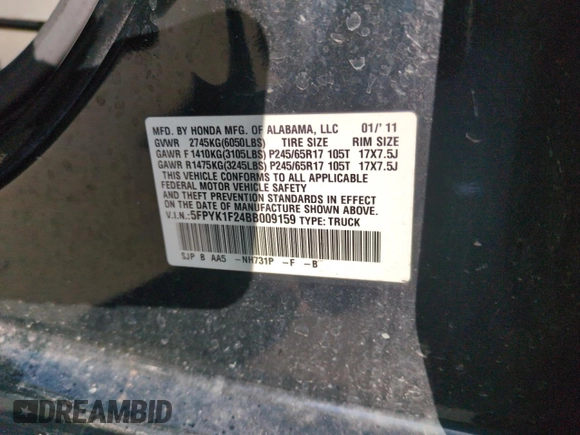 MFD. BY HONDA MFG. OF ALABAMA, LLC 01/'11
GVWR 2745KG(6050LBS) TIRE SIZE RIM SIZE
GAWR F1410KG(3105LBS) P245/65R17 105T 17X7.5J
GAWR R1475KG(3245LBS) P245/65R17 105T 17X7.5J
THIS VEHICLE CONFORMS TO ALL APPLICABLE
FEDERAL MOTOR VEHICLE SAFETY
AND THEFT PREVENTION STANDARDS IN EFFECT
ON THE DATE OF MANUFACTURE SHOWN ABOVE.
V.I.N.:5FPYK1F24BB009159 TYPE: TRUCK
SJP B AA5 -NH731P -F -B
DREAMBID